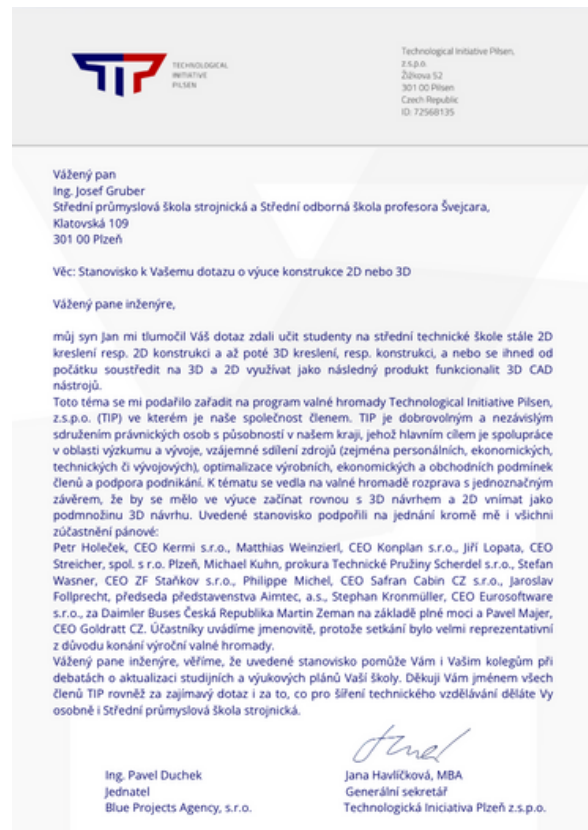 TIP
TECHNOLOGICAL
INITIATIVE
PILSEN
Technological Initiative Pilsen,
z.s.p.o.
Žižkova 52
301 00 Pilsen
Czech Republic
ID: 72568135
Vážený pan
Ing. Josef Gruber
Střední průmyslová škola strojnická a Střední odborná škola profesora Švejcara,
Klatovská 109
301 00 Plzeň
Věc: Stanovisko k Vašemu dotazu o výuce konstrukce 2D nebo 3D
Vážený pane inženýre,
můj syn Jan mi tlumočil Váš dotaz zdali učit studenty na střední technické škole stále 2D
kreslení resp. 2D konstrukci a až poté 3D kreslení, resp. konstrukci, a nebo se ihned od
počátku soustředit na 3D a 2D využívat jako následný produkt funkcionalit 3D CAD
nástrojů.
Toto téma se mi podařilo zařadit na program valné hromady Technological Initiative Pilsen,
z.s.p.o. (TIP) ve kterém je naše společnost členem. TIP je dobrovolným a nezávislým
sdružením právnických osob s působností v našem kraji, jehož hlavním cílem je spolupráce
v oblasti výzkumu a vývoje, vzájemné sdílení zdrojů (zejména personálních, ekonomických,
technických či vývojových), optimalizace výrobních, ekonomických a obchodních podmínek
členů a podpora podnikání. K tématu se vedla na valné hromadě rozprava s jednoznačným
závěrem, že by se mělo ve výuce začínat rovnou s 3D návrhem a 2D vnímat jako
podmnožinu 3D návrhu. Uvedené stanovisko podpořili na jednání kromě mě i všichni
zúčastnění pánové:
Petr Holeček, CEO Kermi s.r.o., Matthias Weinzierl, CEO Konplan s.r.o., Jiří Lopata, CEO
Streicher, spol. s r.o. Plzeň, Michael Kuhn, prokura Technické Pružiny Scherdel s.r.o., Stefan
Wasner, CEO ZF Staňkov s.r.o., Philippe Michel, CEO Safran Cabin CZ s.r.o., Jaroslav
Follprecht, předseda představenstva Aimtec, a.s., Stephan Kronmüller, CEO Eurosoftware
s.r.o., za Daimler Buses Česká Republika Martin Zeman na základě plné moci a Pavel Majer,
CEO Goldratt CZ. Účastníky uvádíme jmenovitě, protože setkání bylo velmi reprezentativní
z důvodu konání výroční valné hromady.
Vážený pane inženýre, věříme, že uvedené stanovisko pomůže Vám i Vašim kolegům při
debatách o aktualizaci studijních a výukových plánů Vaší školy. Děkuji Vám jménem všech
členů TIP rovněž za zajímavý dotaz i za to, co pro šíření technického vzdělávání děláte Vy
osobně i Střední průmyslová škola strojnická.
Ing. Pavel Duchek
Jednatel
Blue Projects Agency, s.r.o.
Jana Havlíčková, MBA
Generální sekretář
Technologická Iniciativa Plzeň z.s.p.o.